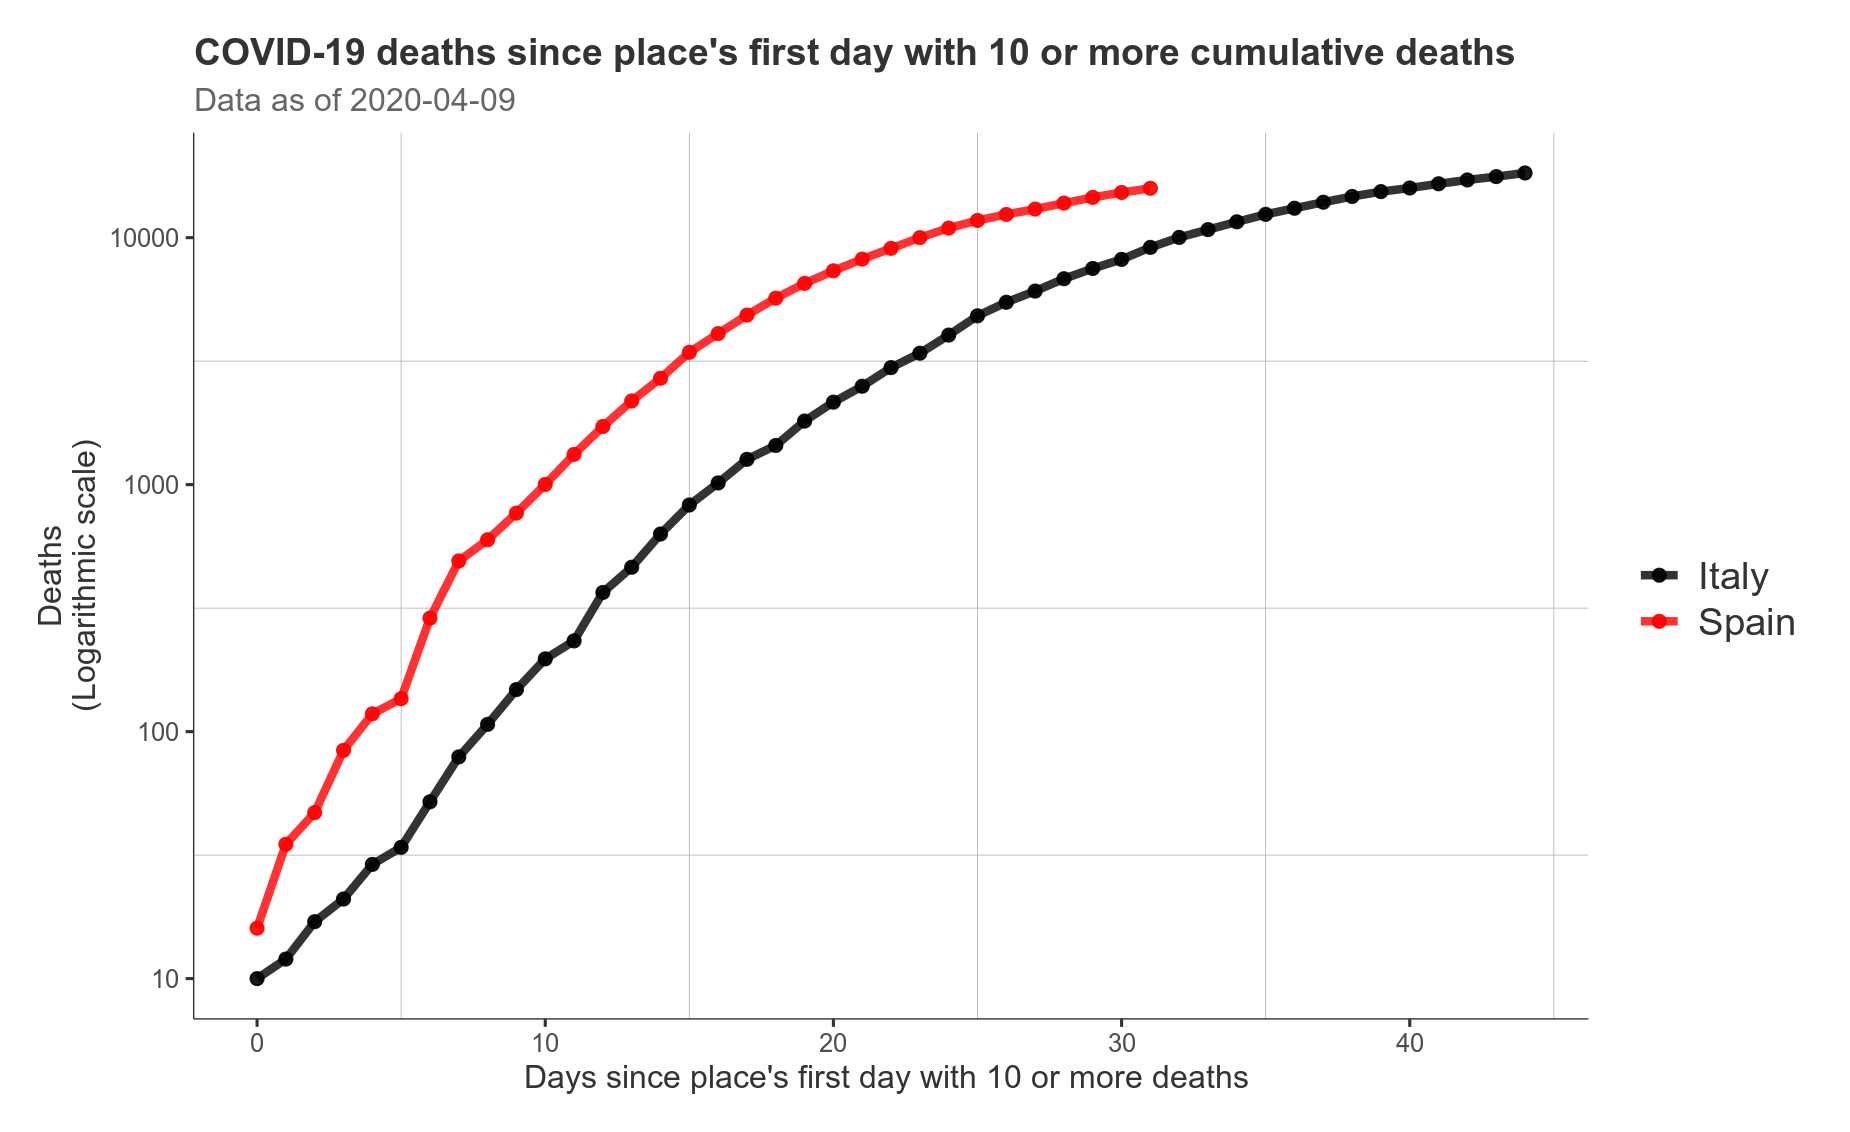 COVID-19 deaths since place's first day with 10 or more cumulative deaths
Data as of 2020-04-09
Deaths
(Logarithmic scale)
10000
1000
100
10
0
10
20
30
40
Days since place's first day with 10 or more deaths
Italy
Spain